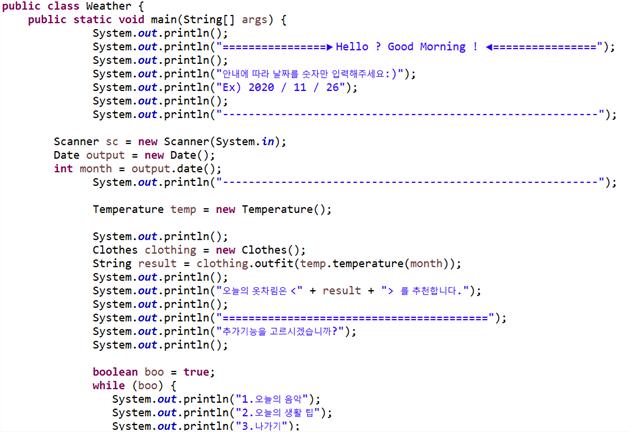 public class Weather {
public static void main(String[] args) {
System.out.println();
System.out.println("================▶Hello ? Good Morning ! ◀================");
System.out.println();
System.out.println("안내에 따라 날짜를 숫자만 입력해주세요:)");
System.out.println("Ex) 2020 / 11 / 26");
System.out.println();
System.out.println("----------------------------------------------------------");
Scanner sc = new Scanner(System.in);
Date output = new Date();
int month = output.date();
System.out.println("----------------------------------------------------------");
Temperature temp = new Temperature();
System.out.println();
Clothes clothing = new Clothes();
String result = clothing.outfit(temp.temperature(month));
System.out.println();
System.out.println("오늘의 옷차림은 <" + result + "> 를 추천합니다.");
System.out.println();
System.out.println("=========================================");
System.out.println("추가기능을 고르시겠습니까?");
System.out.println();
boolean boo = true;
while (boo) {
System.out.println("1.오늘의 음악");
System.out.println("2.오늘의 생활 팁");
System.out.println("3.나가기");